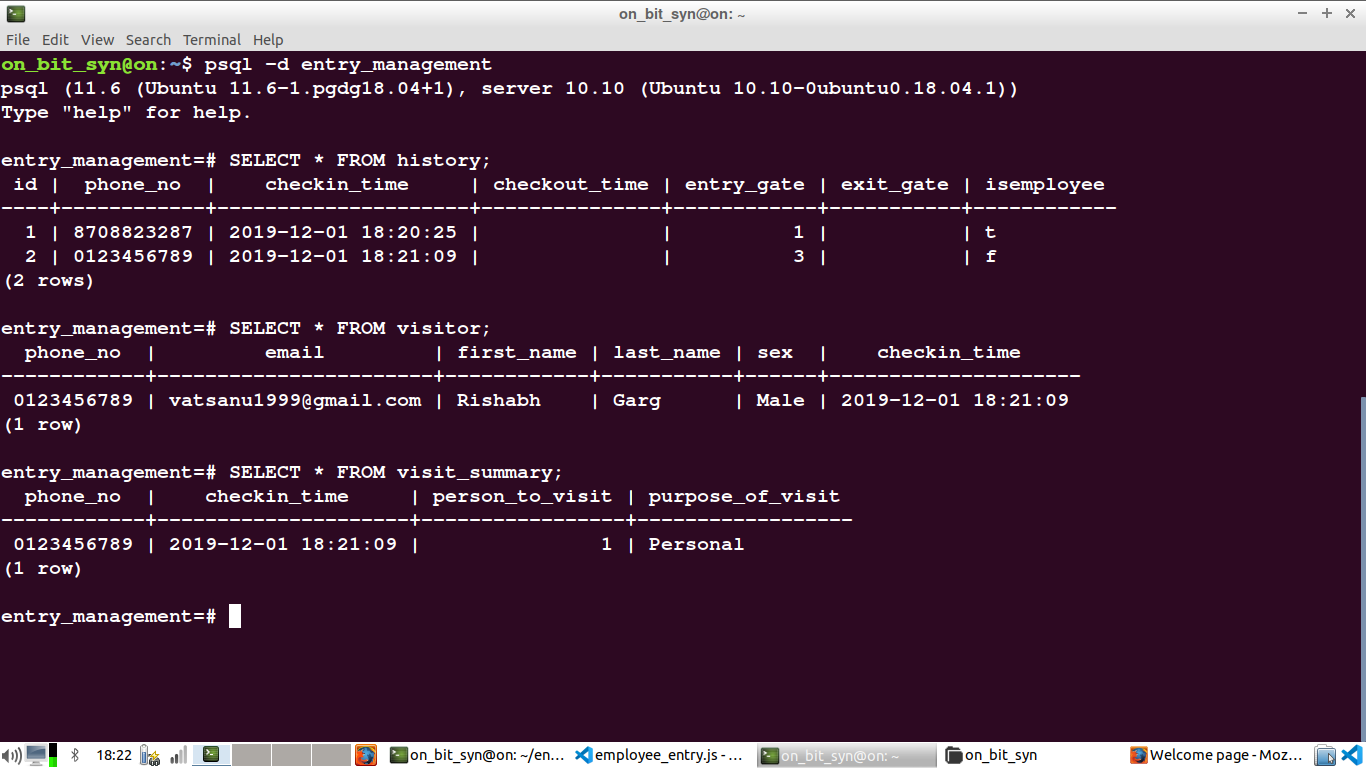 on_bit_syn@on: ~
File Edit View Search Terminal Help
on_bit_syn@on:~$ psql -d entry_management
psql (11.6 (Ubuntu 11.6-1.pgdg18.04+1), server 10.10 (Ubuntu 10.10-0ubuntu0.18.04.1))
Type "help" for help.
entry_management=# SELECT * FROM history;
 id |  phone_no  |    checkin_time     | checkout_time | entry_gate | exit_gate | isemployee
----+------------+---------------------+---------------+------------+-----------+------------
  1 | 8708823287 | 2019-12-01 18:20:25 |               |          1 |           | t
  2 | 0123456789 | 2019-12-01 18:21:09 |               |          3 |           | f
(2 rows)
entry_management=# SELECT * FROM visitor;
  phone_no  |         email         | first_name | last_name | sex  |    checkin_time
------------+-----------------------+------------+-----------+------+---------------------
 0123456789 | vatsanu1999@gmail.com | Rishabh    | Garg      | Male | 2019-12-01 18:21:09
(1 row)
entry_management=# SELECT * FROM visit_summary;
  phone_no  |    checkin_time     | person_to_visit | purpose_of_visit
------------+---------------------+-----------------+------------------
 0123456789 | 2019-12-01 18:21:09 |               1 | Personal
(1 row)
entry_management=#
18:22 on_bit_syn@on: ~/en... employee_entry.js - ... on_bit_syn@on: ~ on_bit_syn Welcome page - Moz...